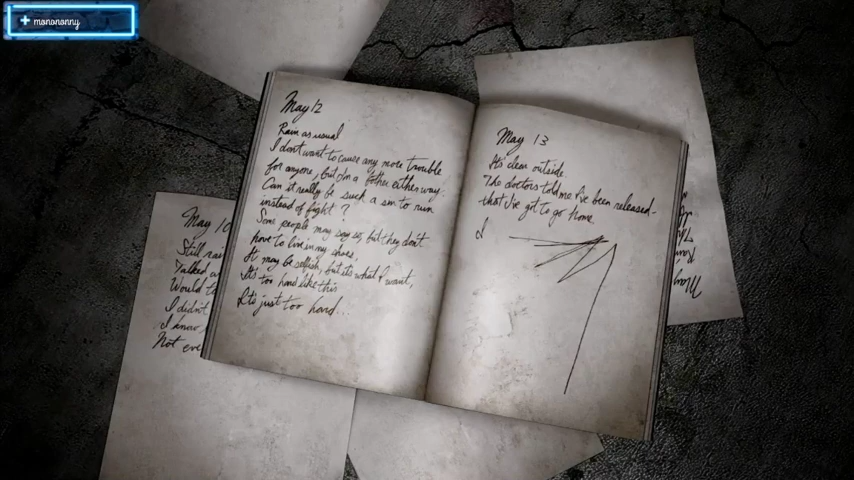 + monononny
May 12
Rain as usual
I don't want to cause any more trouble
for anyone, but I'm a bother either way.
Can it really be such a sin to run
instead of fight?
Some people may say so, but they don't
have to live in my shoes.
It may be selfish, but it's what I want,
It's too hard like this
It's just too hard...
May 13
It's clear outside.
The doctors told me I've been released-
that I've got to go home.
I
May 10
Still rai
Talked w
Would t
I didn't
I know,
Not eve
May
Rain